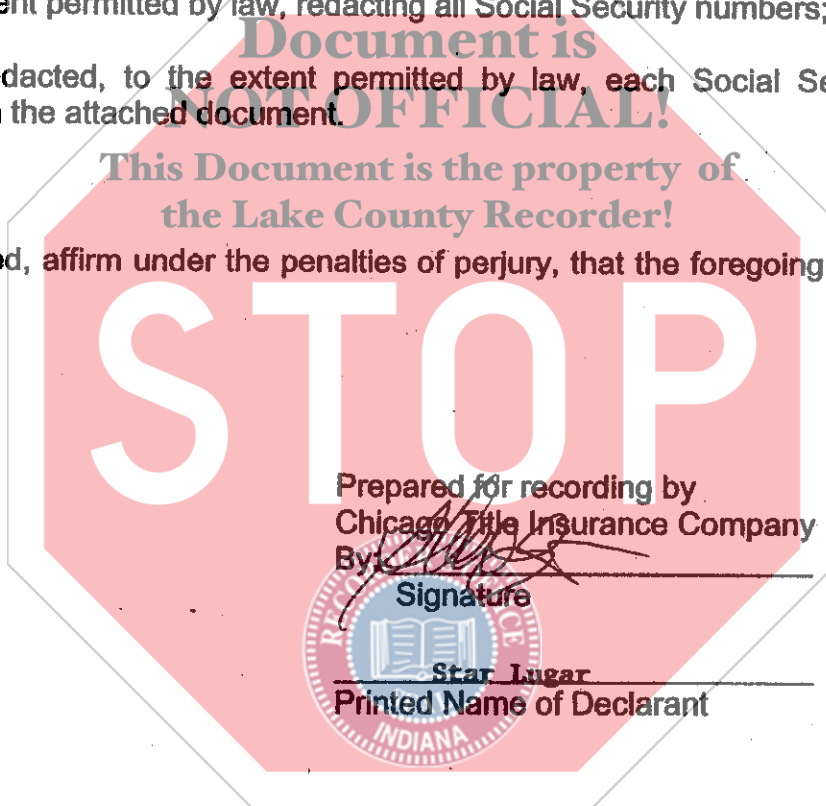 ent permitted by law, redacting all Social Security numbers;
Document is
dacted, to the extent permitted by law, each Social Se
the attached document.
NOT OFFICIAL!
This Document is the property of
the Lake County Recorder!
ed, affirm under the penalties of perjury, that the foregoing
STOP
Prepared for recording by
Chicago Title Insurance Company
By:
Signature
Star Lugar
Printed Name of Declarant
INDIANA